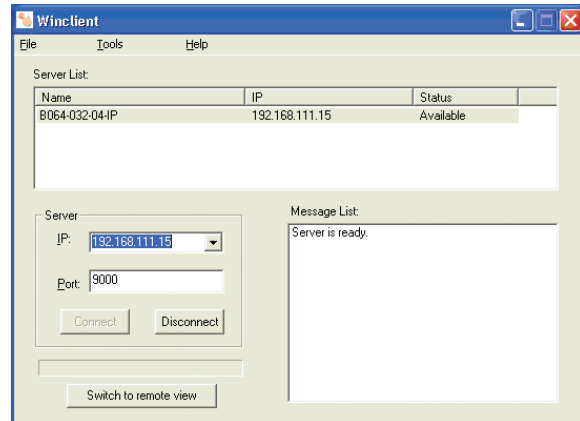 Winclient
File Tools Help
Server List:
Name IP Status
B064-032-04-IP 192.168.111.15 Available
Server
IP: 192.168.111.15
Port: 9000
Connect Disconnect
Switch to remote view
Message List:
Server is ready.